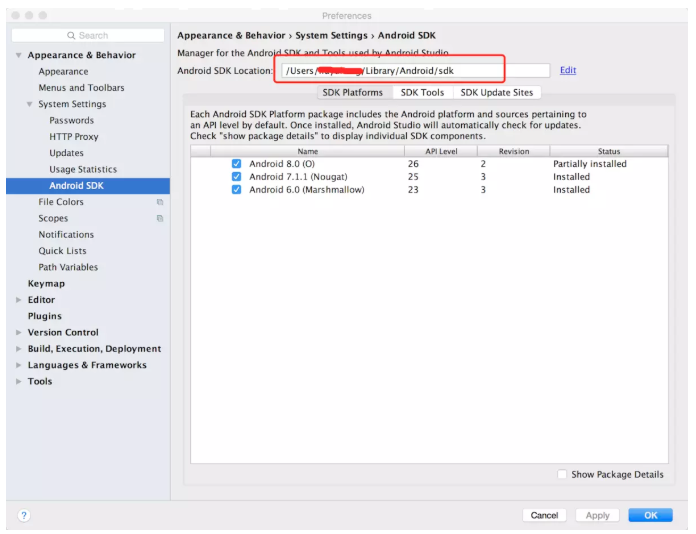 Preferences
Search
Appearance & Behavior
Appearance
Menus and Toolbars
System Settings
Passwords
HTTP Proxy
Updates
Usage Statistics
Android SDK
File Colors
Scopes
Notifications
Quick Lists
Path Variables
Keymap
Editor
Plugins
Version Control
Build, Execution, Deployment
Languages & Frameworks
Tools
Appearance & Behavior › System Settings › Android SDK
Manager for the Android SDK and Tools used by Android Studio
Android SDK Location: /Users/ /Library/Android/sdk Edit
SDK Platforms SDK Tools SDK Update Sites
Each Android SDK Platform package includes the Android platform and sources pertaining to
an API level by default. Once installed, Android Studio will automatically check for updates.
Check "show package details" to display individual SDK components.
Name API Level Revision Status
Android 8.0 (O) 26 2 Partially installed
Android 7.1.1 (Nougat) 25 3 Installed
Android 6.0 (Marshmallow) 23 3 Installed
Show Package Details
? Cancel Apply OK